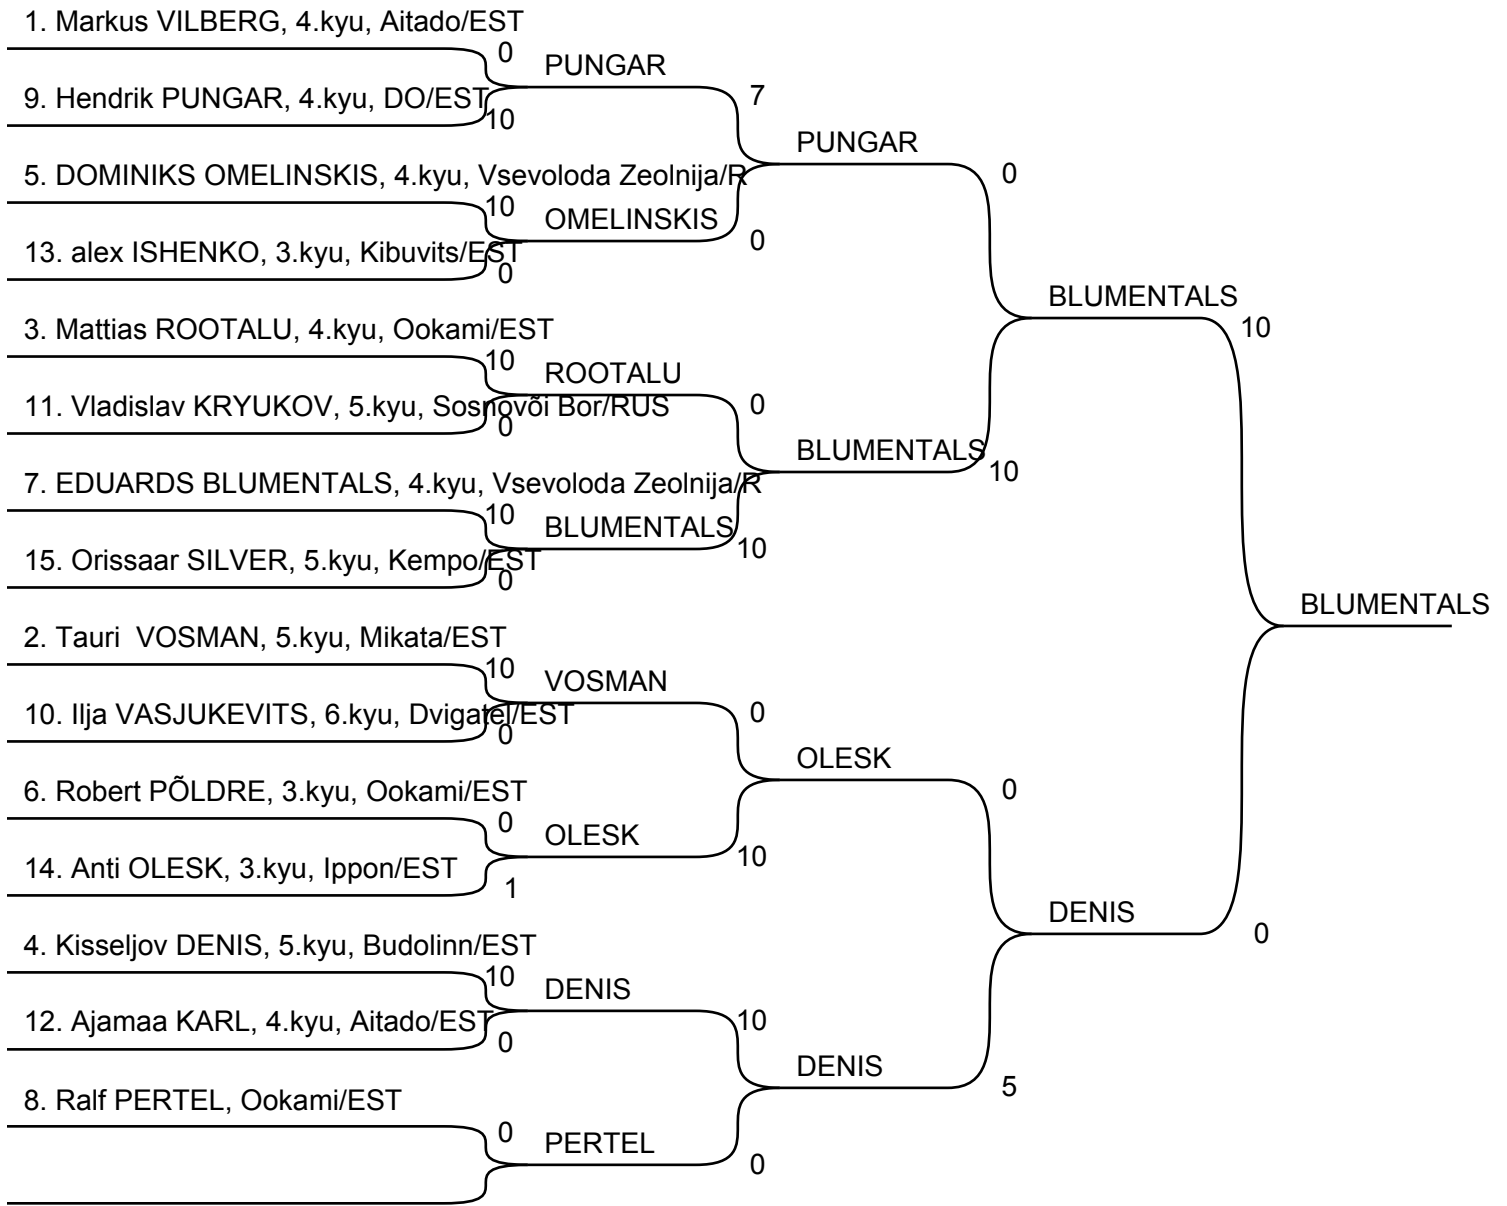 1. Markus VILBERG, 4.kyu, Aitado/EST
0
PUNGAR
9. Hendrik PUNGAR, 4.kyu, DO/EST
10
7
PUNGAR
5. DOMINIKS OMELINSKIS, 4.kyu, Vsevoloda Zeolnija/R
0
10
OMELINSKIS
0
13. alex ISHENKO, 3.kyu, Kibuvits/EST
0
BLUMENTALS
10
3. Mattias ROOTALU, 4.kyu, Ookami/EST
10
ROOTALU
11. Vladislav KRYUKOV, 5.kyu, Sosnovõi Bor/RUS
0
0
BLUMENTALS
10
7. EDUARDS BLUMENTALS, 4.kyu, Vsevoloda Zeolnija/R
10
BLUMENTALS
10
15. Orissaar SILVER, 5.kyu, Kempo/EST
0
BLUMENTALS
2. Tauri  VOSMAN, 5.kyu, Mikata/EST
10
VOSMAN
10. Ilja VASJUKEVITS, 6.kyu, Dvigatel/EST
0
0
OLESK
0
6. Robert PÕLDRE, 3.kyu, Ookami/EST
0
OLESK
10
14. Anti OLESK, 3.kyu, Ippon/EST
1
DENIS
0
4. Kisseljov DENIS, 5.kyu, Budolinn/EST
10
DENIS
12. Ajamaa KARL, 4.kyu, Aitado/EST
0
10
DENIS
5
8. Ralf PERTEL, Ookami/EST
0
PERTEL
0